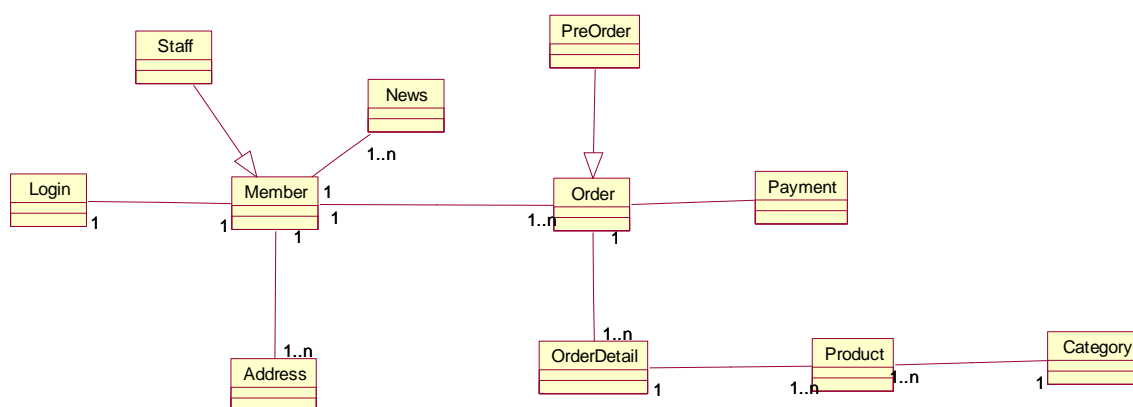 PreOrder
Staff
News
1..n
Login
Member
1
Order
Payment
1
1..n
1
1
1
1
1..n
1..n
OrderDetail
Product
Category
Address
1
1..n
1..n
1